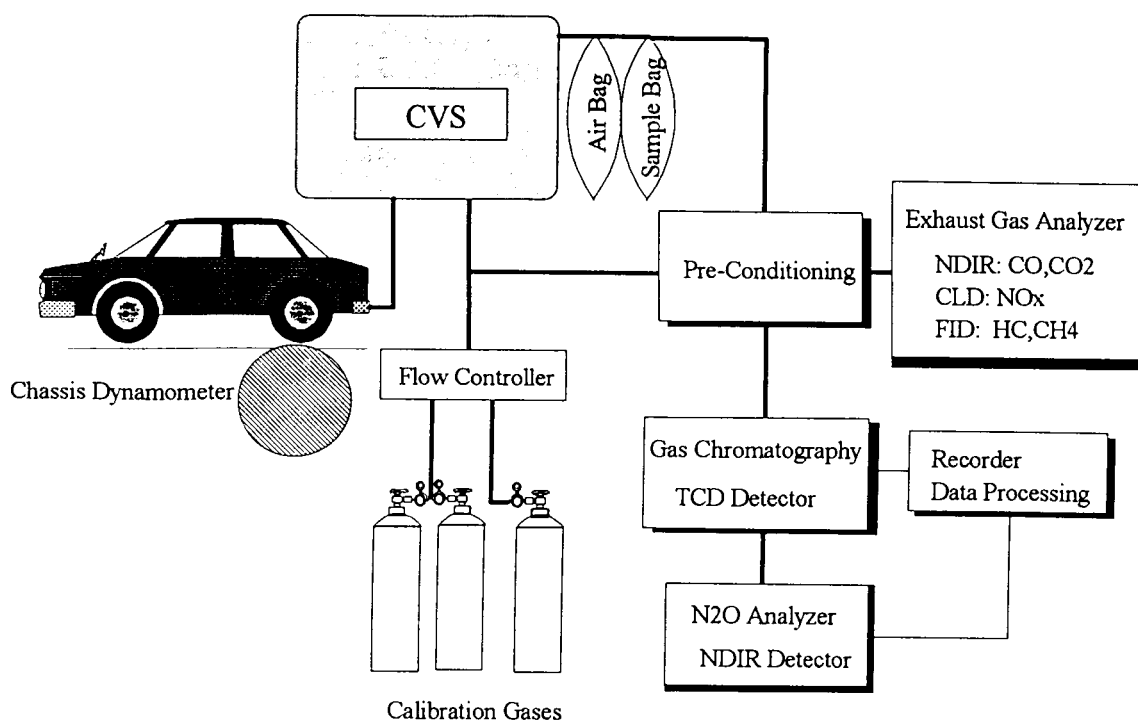 CVS
Air Bag
Sample Bag
Exhaust Gas Analyzer
NDIR: CO,CO2
CLD: NOx
FID: HC,CH4
Pre-Conditioning
Chassis Dynamometer
Flow Controller
Gas Chromatography
TCD Detector
Recorder
Data Processing
N2O Analyzer
NDIR Detector
Calibration Gases